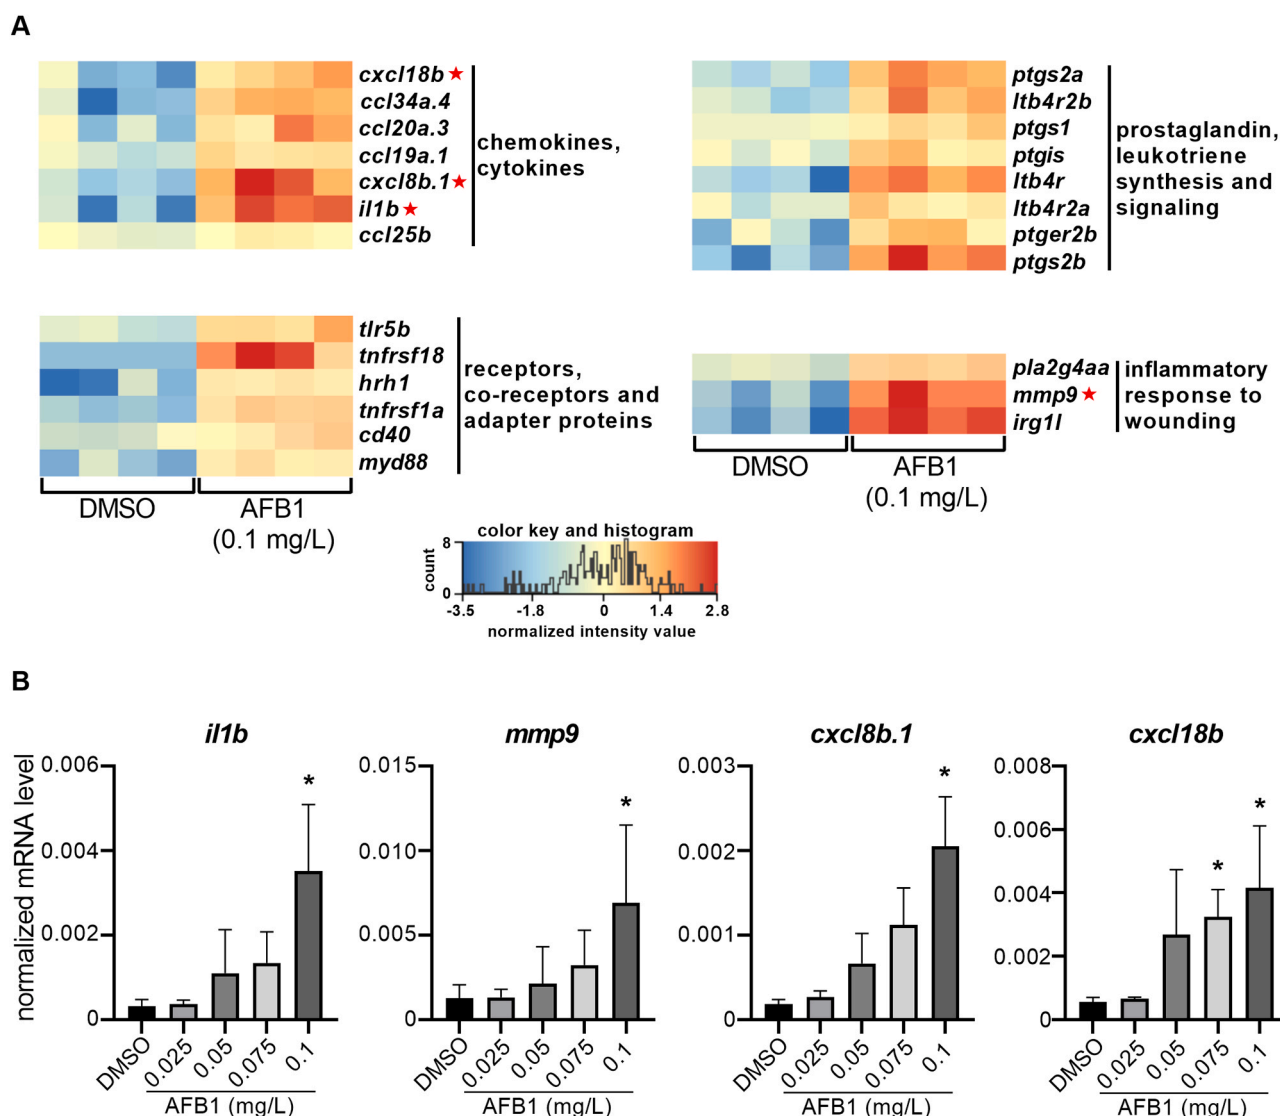 A
cxcl18b ★
ccl34a.4
ccl20a.3
ccl19a.1
cxcl8b.1 ★
il1b ★
ccl25b
chemokines,
cytokines
ptgs2a
ltb4r2b
ptgs1
ptgis
ltb4r
ltb4r2a
ptger2b
ptgs2b
prostaglandin,
leukotriene
synthesis and
signaling
tlr5b
tnfrsf18
hrh1
tnfrsf1a
cd40
myd88
receptors,
co-receptors and
adapter proteins
DMSO AFB1
(0.1 mg/L)
pla2g4aa
mmp9 ★
irg1l
inflammatory
response to
wounding
DMSO AFB1
(0.1 mg/L)
color key and histogram
count
8
0
-3.5 -1.8 0 1.4 2.8
normalized intensity value
B
normalized mRNA level
il1b
0.006
0.004
0.002
0
*
DMSO 0.025 0.05 0.075 0.1
AFB1 (mg/L)
mmp9
0.015
0.010
0.005
0
*
DMSO 0.025 0.05 0.075 0.1
AFB1 (mg/L)
cxcl8b.1
0.003
0.002
0.001
0
*
DMSO 0.025 0.05 0.075 0.1
AFB1 (mg/L)
cxcl18b
0.008
0.006
0.004
0.002
0
* *
DMSO 0.025 0.05 0.075 0.1
AFB1 (mg/L)